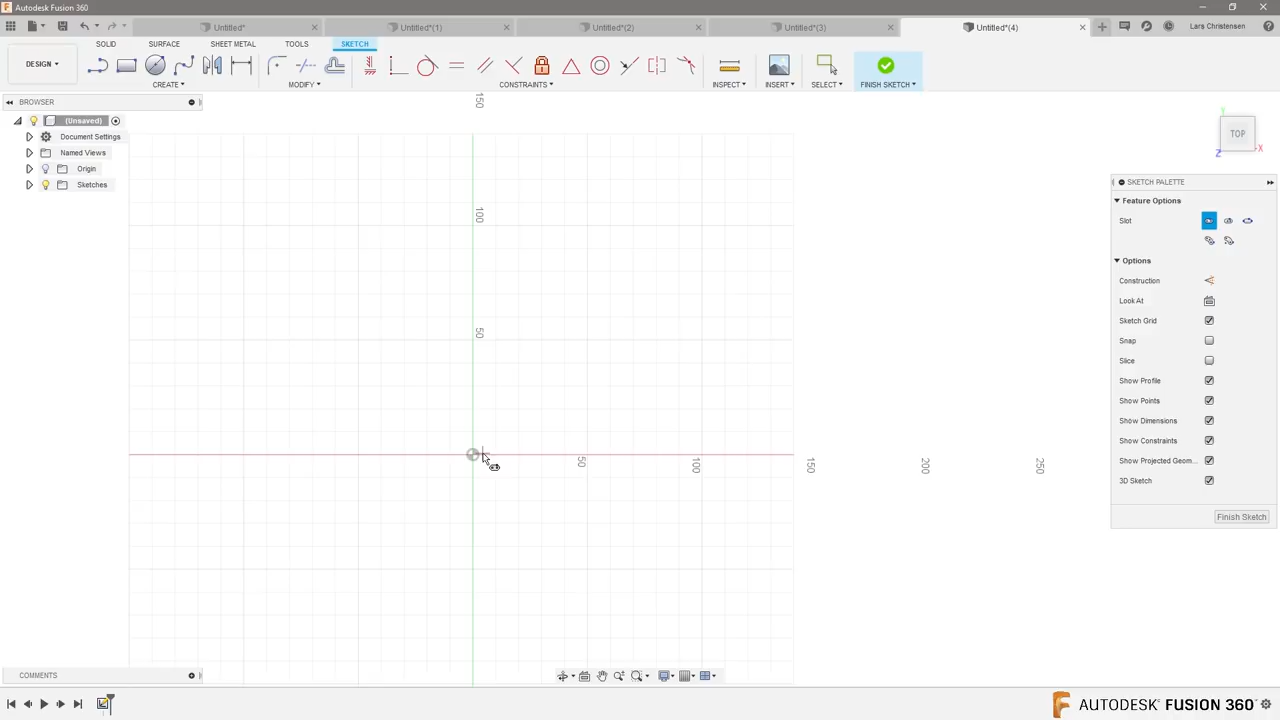 Autodesk Fusion 360
Untitled*
Untitled*(1)
Untitled*(2)
Untitled*(3)
Untitled*(4)
Lars Christensen
DESIGN
SOLID
SURFACE
SHEET METAL
TOOLS
SKETCH
CREATE
MODIFY
CONSTRAINTS
INSPECT
INSERT
SELECT
FINISH SKETCH
BROWSER
(Unsaved)
Document Settings
Named Views
Origin
Sketches
150
100
50
50
100
150
200
250
TOP
Y
X
Z
SKETCH PALETTE
Feature Options
Slot
Options
Construction
Look At
Sketch Grid
Snap
Slice
Show Profile
Show Points
Show Dimensions
Show Constraints
Show Projected Geom...
3D Sketch
Finish Sketch
COMMENTS
AUTODESK® FUSION 360°